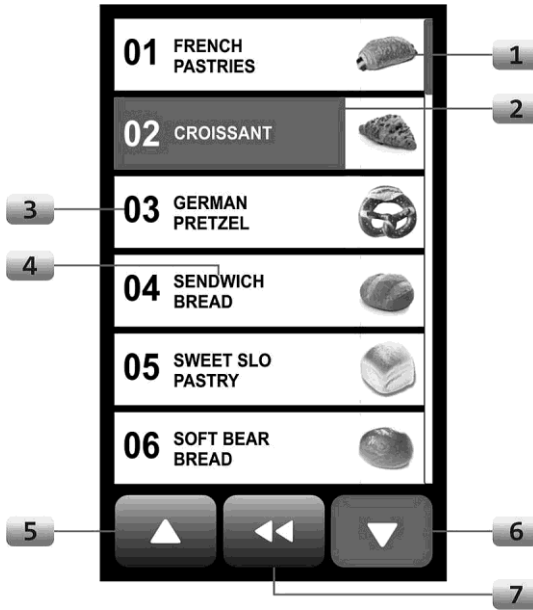 01 FRENCH
PASTRIES
1
2
02 CROISSANT
3
03 GERMAN
PRETZEL
4
04 SENDWICH
BREAD
05 SWEET SLO
PASTRY
06 SOFT BEAR
BREAD
5
6
7